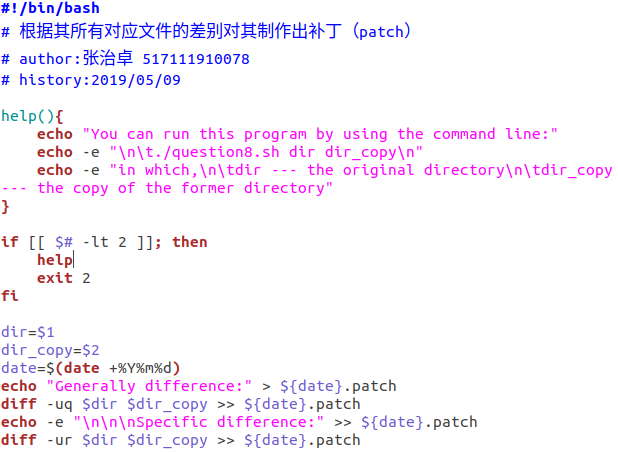 #!/bin/bash
# 根据其所有对应文件的差别对其制作出补丁（patch）
# author:张治卓 517111910078
# history:2019/05/09
help(){
    echo "You can run this program by using the command line:"
    echo -e "\n\t./question8.sh dir dir_copy\n"
    echo -e "in which,\n\tdir --- the original directory\n\tdir_copy
--- the copy of the former directory"
}
if [[ $# -lt 2 ]]; then
    help
    exit 2
fi
dir=$1
dir_copy=$2
date=$(date +%Y%m%d)
echo "Generally difference:" > ${date}.patch
diff -uq $dir $dir_copy >> ${date}.patch
echo -e "\n\n\nSpecific difference:" >> ${date}.patch
diff -ur $dir $dir_copy >> ${date}.patch